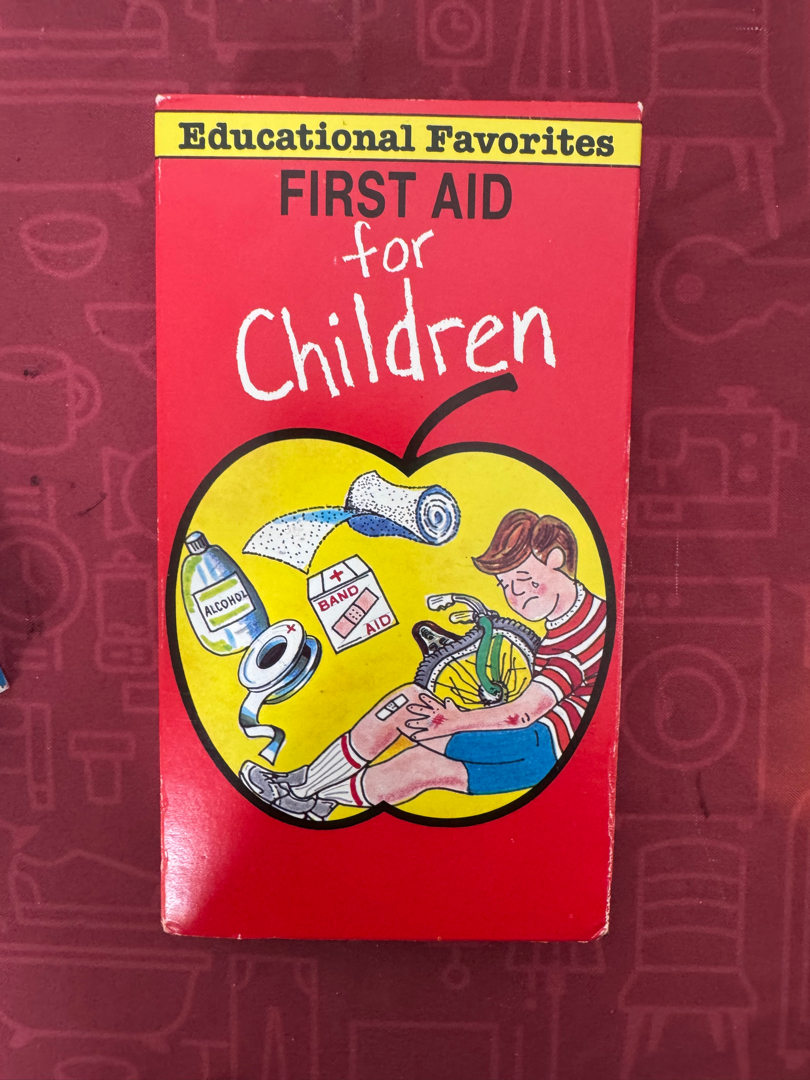 Educational Favorites
FIRST AID
for
Children
ALCOHOL
BAND
AID